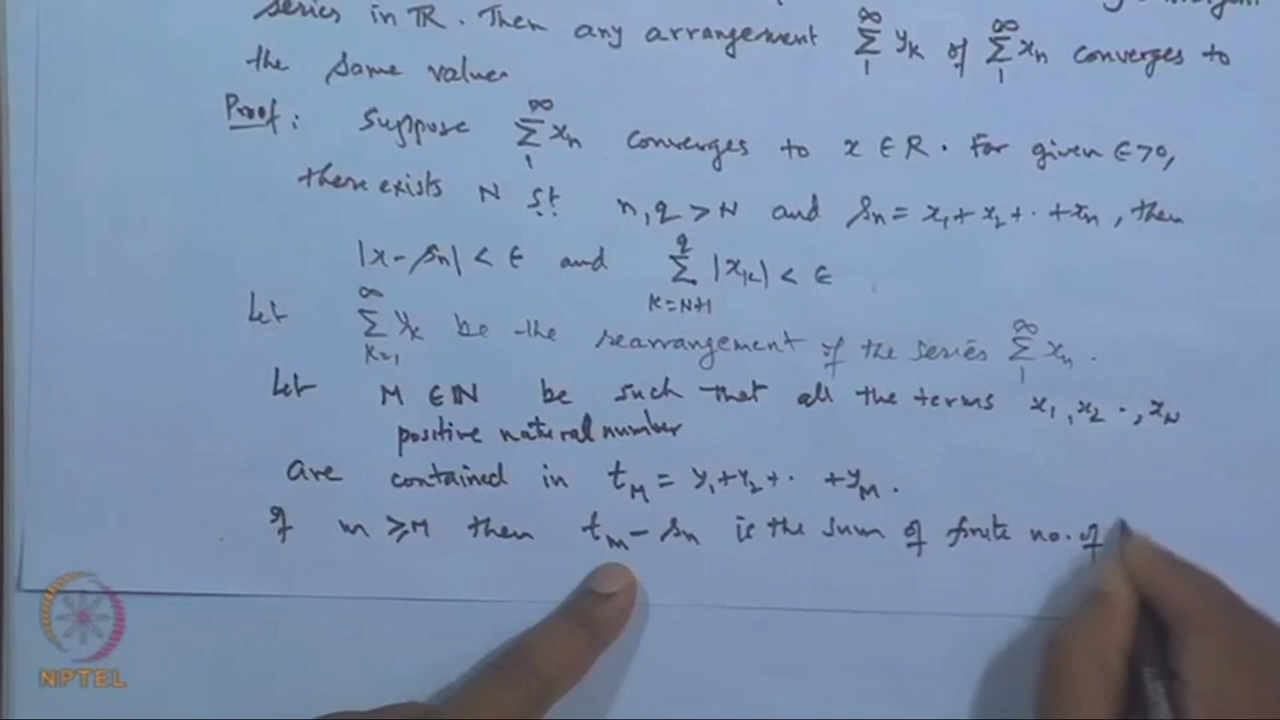 series in ℝ. Then any arrangement ∑_1^∞ y_k of ∑_1^∞ x_n converges to
the same value
Proof: Suppose ∑_1^∞ x_n converges to x ∈ R. For given ε>0,
there exists N s.t. n, q > N and s_n = x_1 + x_2 + · + x_n, then
|x - s_n| < ε and ∑_{k=N+1}^q |x_k| < ε
Let ∑_{k=1}^∞ y_k be the rearrangement of the series ∑_1^∞ x_n.
Let M ∈ ℕ be such that all the terms x_1, x_2 ·, x_N
positive natural number
are contained in t_M = y_1 + y_2 + · · + y_M.
If m ≥ M then t_m - s_n is the sum of finite no. of
NPTEL